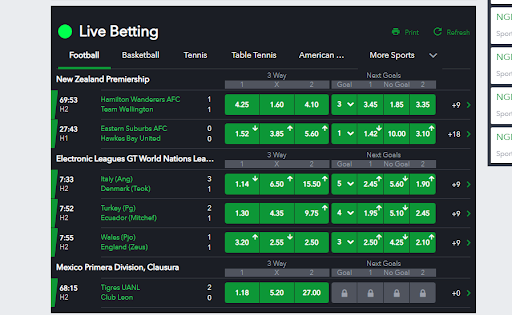 Live Betting
Print Refresh
Football Basketball Tennis Table Tennis American ... More Sports
3 Way Next Goals
New Zealand Premiership
1 X 2 Goal 1 No Goal 2
69:53 Hamilton Wanderers AFC 1 4.25 1.60 4.10 3 3.45 1.85 3.35 +9
H2 Team Wellington 1
27:43 Eastern Suburbs AFC 0 1.52 3.85 5.60 1 1.42 10.00 3.10 +18
H1 Hawkes Bay United 0
3 Way Next Goals
Electronic Leagues GT World Nations Lea...
1 X 2 Goal 1 No Goal 2
7:33 Italy (Ang) 3 1.14 6.50 15.50 5 2.45 5.60 1.90 +9
H2 Denmark (Taok) 1
7:52 Turkey (Pg) 2 1.30 4.35 9.75 4 1.95 5.10 2.45 +9
H2 Ecuador (Mitchef) 1
7:55 Wales (Pjo) 1 3.20 2.55 2.50 3 2.50 4.25 2.10 +9
H2 England (Zeus) 1
3 Way Next Goals
Mexico Primera Division, Clausura
1 X 2 Goal 1 No Goal 2
68:15 Tigres UANL 2 1.18 5.20 27.00 +0
H2 Club Leon 0